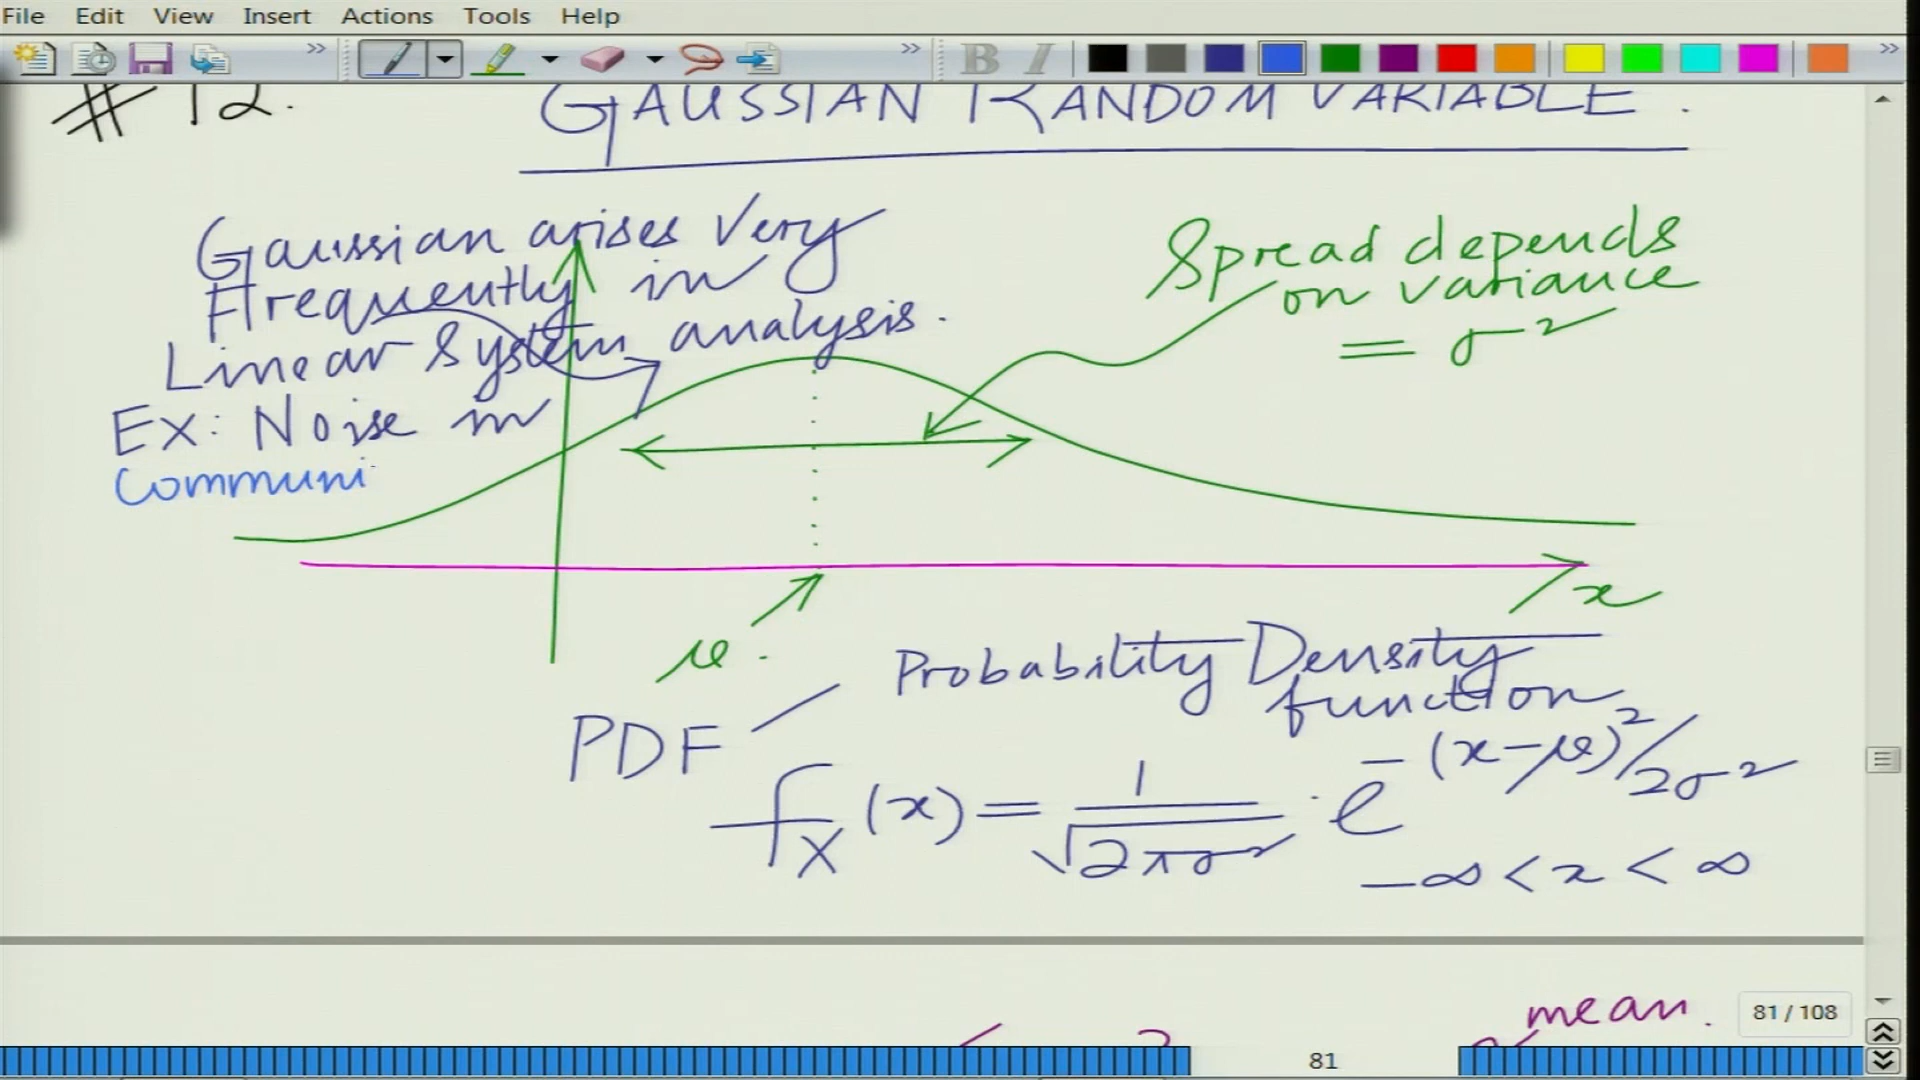 File Edit View Insert Actions Tools Help
B I
# 12. GAUSSIAN RANDOM VARIABLE.
Gaussian arises very
Frequently in
Linear System analysis.
Ex: Noise in
Communi
Spread depends
on variance
= σ²
x
μ.
Probability Density
function
PDF
f_X(x) = 1/√2πσ² · e^-(x-μ)²/2σ²
-∞ < x < ∞
mean.
81 / 108
81